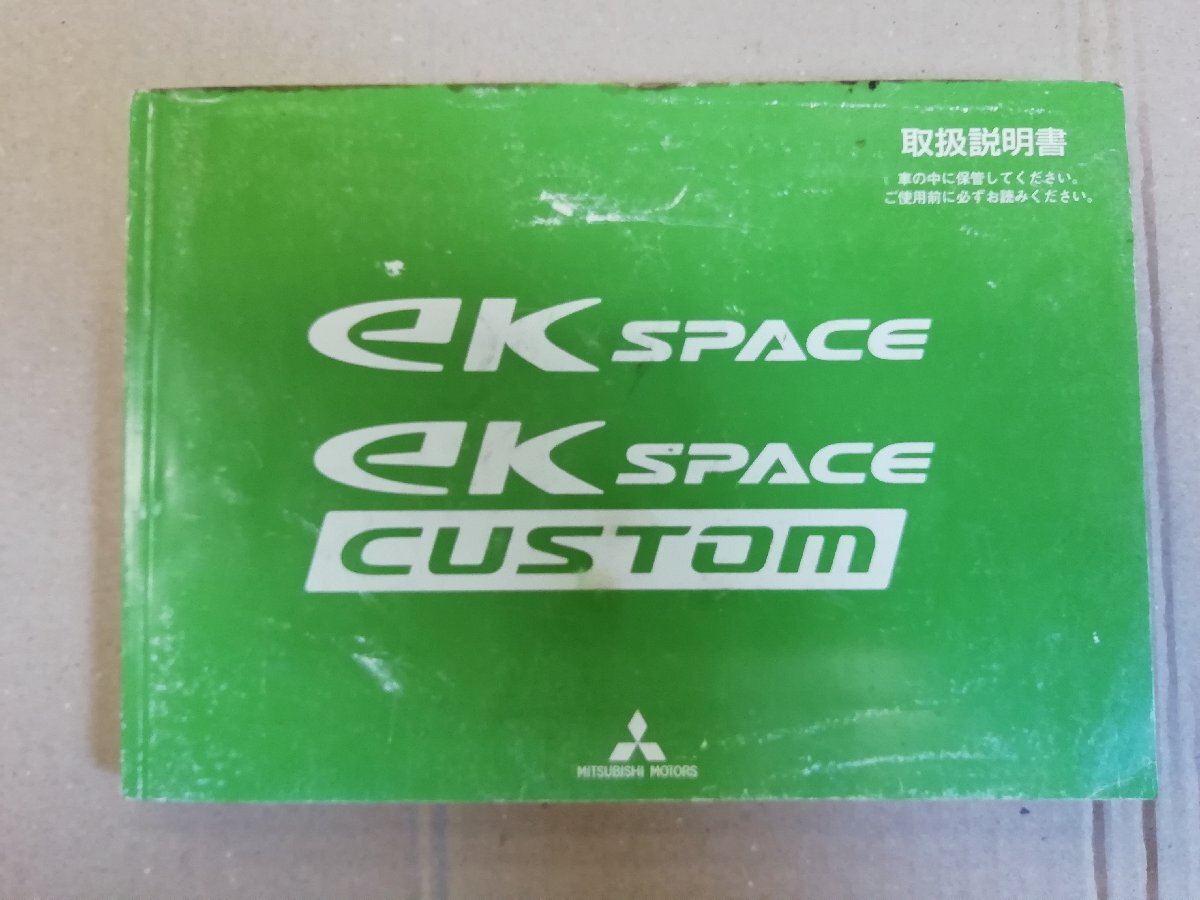 取扱説明書
車の中に保管してください。
ご使用前に必ずお読みください。
eK SPACE
eK SPACE
CUSTOM
MITSUBISHI MOTORS